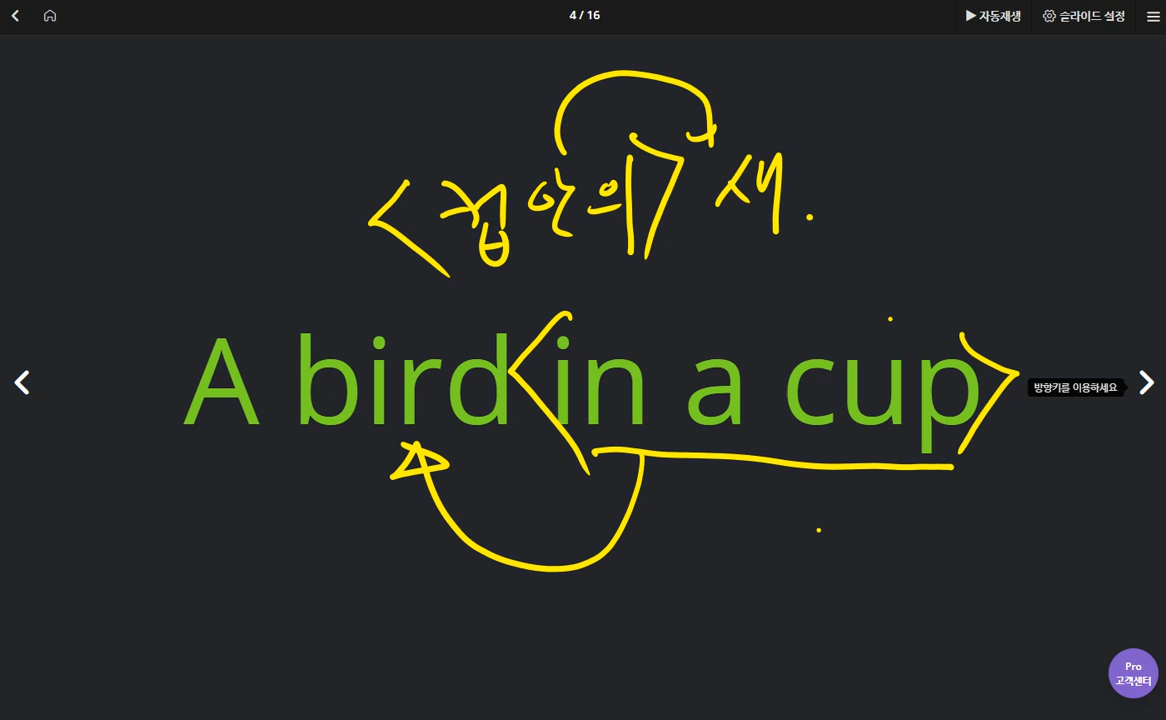 4 / 16 자동재생 슬라이드 설정
<컵 안의> 새.
A bird <in a cup>
방향키를 이용하세요
Pro
고객센터